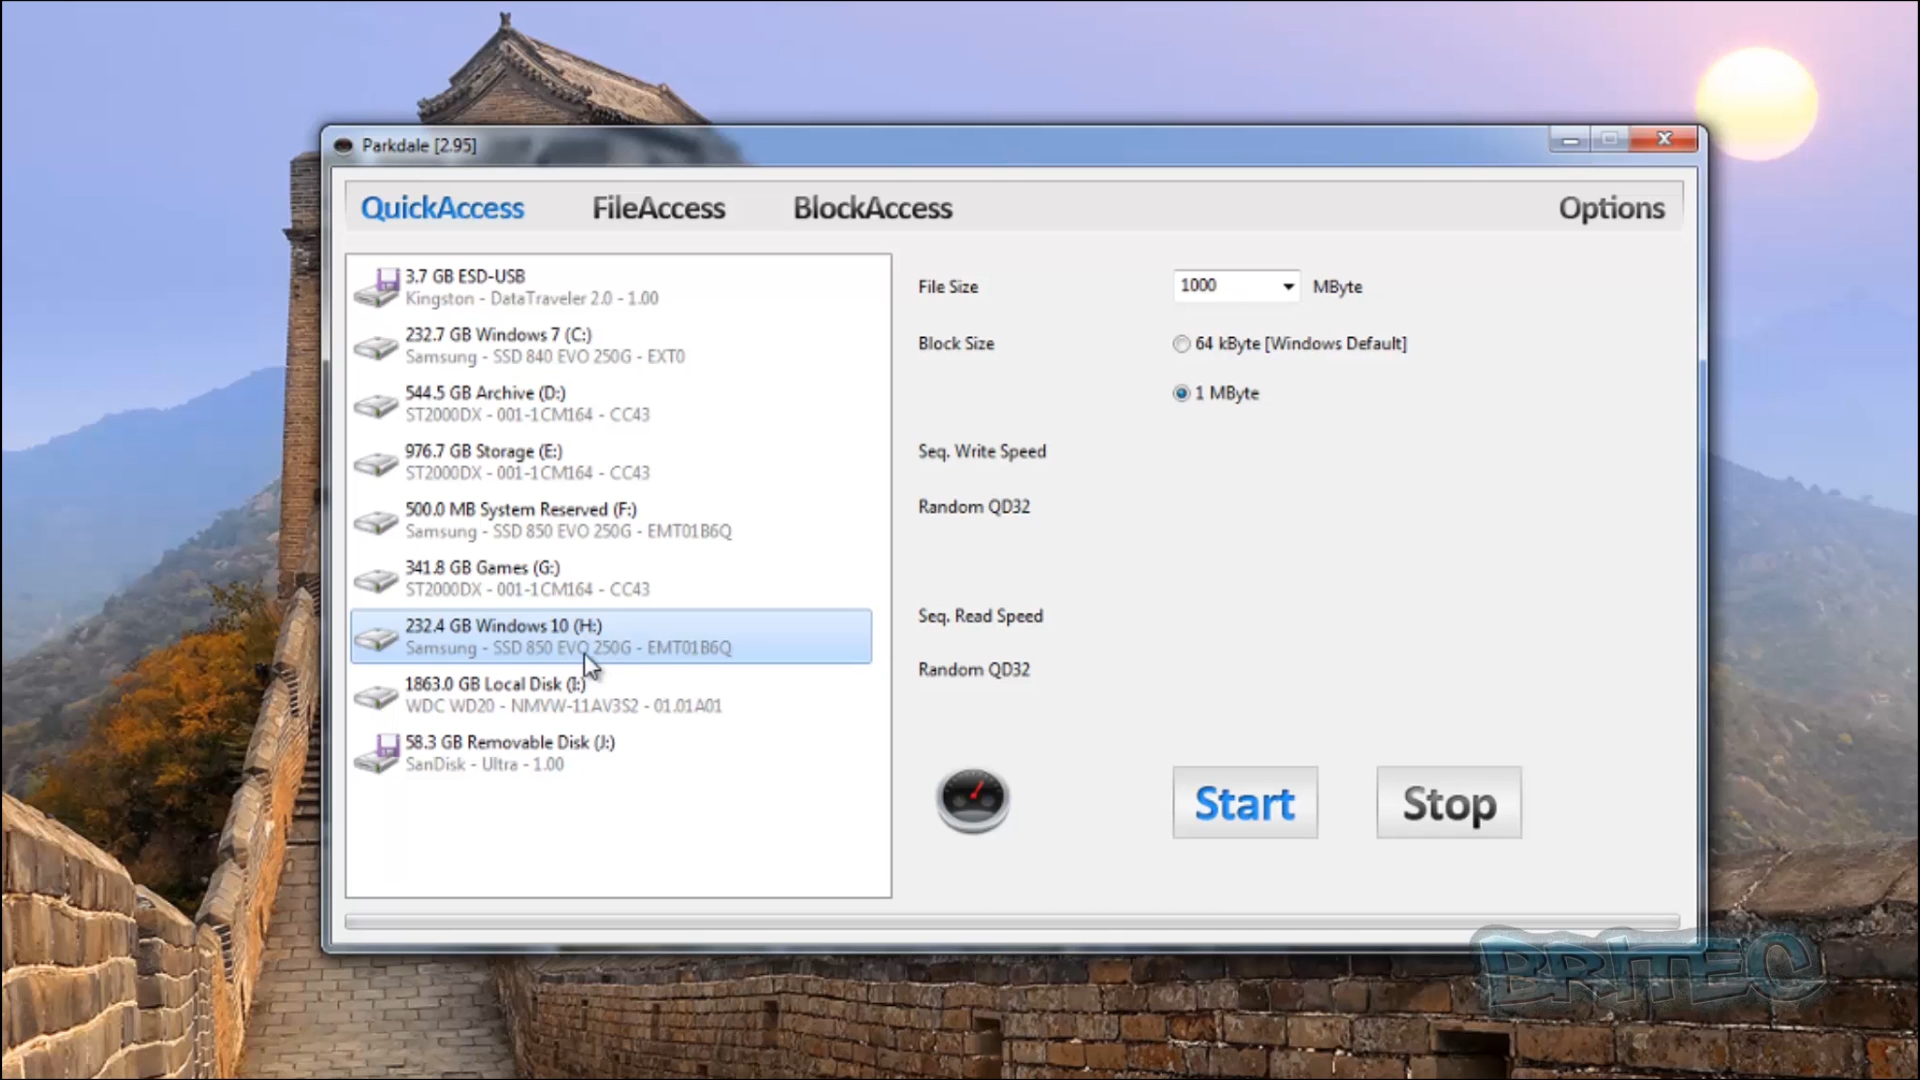 Parkdale [2.95]
QuickAccess FileAccess BlockAccess Options
3.7 GB ESD-USB
Kingston - DataTraveler 2.0 - 1.00
232.7 GB Windows 7 (C:)
Samsung - SSD 840 EVO 250G - EXT0
544.5 GB Archive (D:)
ST2000DX - 001-1CM164 - CC43
976.7 GB Storage (E:)
ST2000DX - 001-1CM164 - CC43
500.0 MB System Reserved (F:)
Samsung - SSD 850 EVO 250G - EMT01B6Q
341.8 GB Games (G:)
ST2000DX - 001-1CM164 - CC43
232.4 GB Windows 10 (H:)
Samsung - SSD 850 EVO 250G - EMT01B6Q
1863.0 GB Local Disk (I:)
WDC WD20 - NMVW-11AV3S2 - 01.01A01
58.3 GB Removable Disk (J:)
SanDisk - Ultra - 1.00
File Size 1000 MByte
Block Size 64 kByte [Windows Default]
1 MByte
Seq. Write Speed
Random QD32
Seq. Read Speed
Random QD32
Start Stop
BRITEC